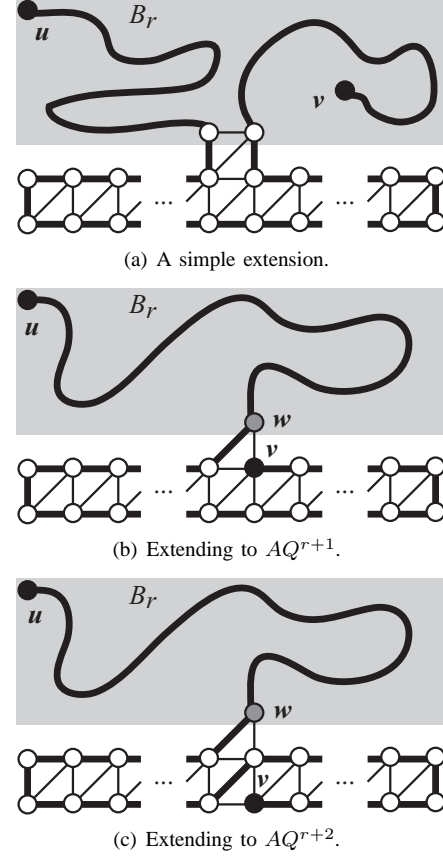 B_r
u
v
... ...
(a) A simple extension.
B_r
u
w
v
... ...
(b) Extending to AQ^{r+1}.
B_r
u
w
... v ...
(c) Extending to AQ^{r+2}.